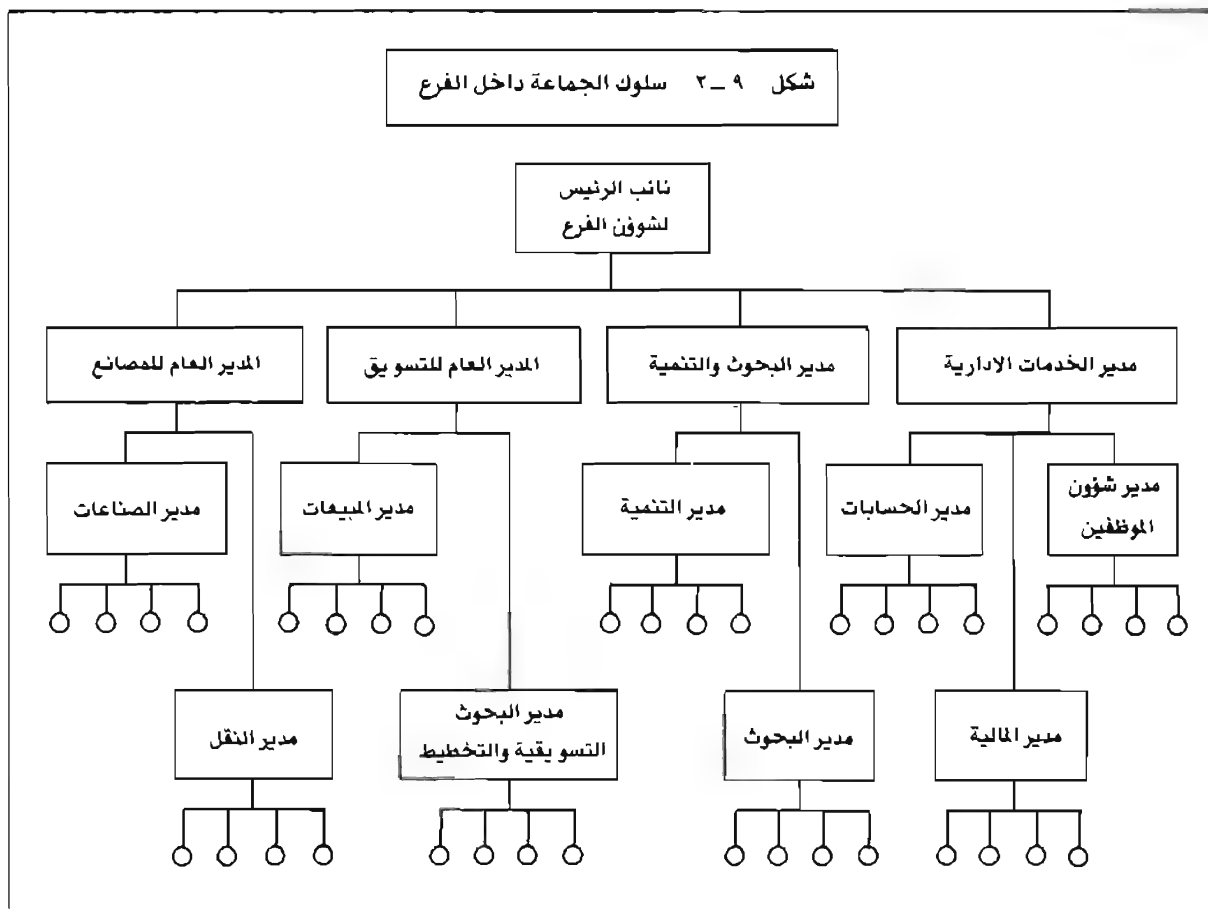 شكل ٩ – ٢ سلوك الجماعة داخل الفرع
نائب الرئيس
لشوؤن الفرع
مدير الخدمات الادارية
مدير البحوث والتنمية
المدير العام للتسويق
المدير العام للمصانع
مدير شؤون
الموظفين
مدير الحسابات
مدير التنمية
مدير المبيعات
مدير الصناعات
مدير المالية
مدير البحوث
مدير البحوث
التسويقية والتخطيط
مدير النقل